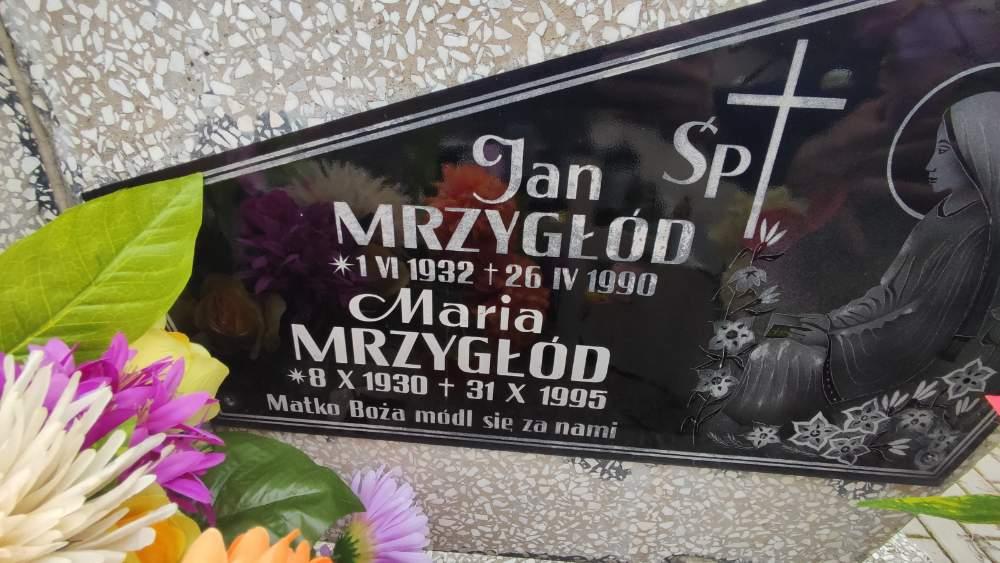 Śp
Jan
MRZYGŁÓD
*1 VI 1932 + 26 IV 1990
Maria
MRZYGŁÓD
*8 X 1930 + 31 X 1995
Matko Boża módl się za nami